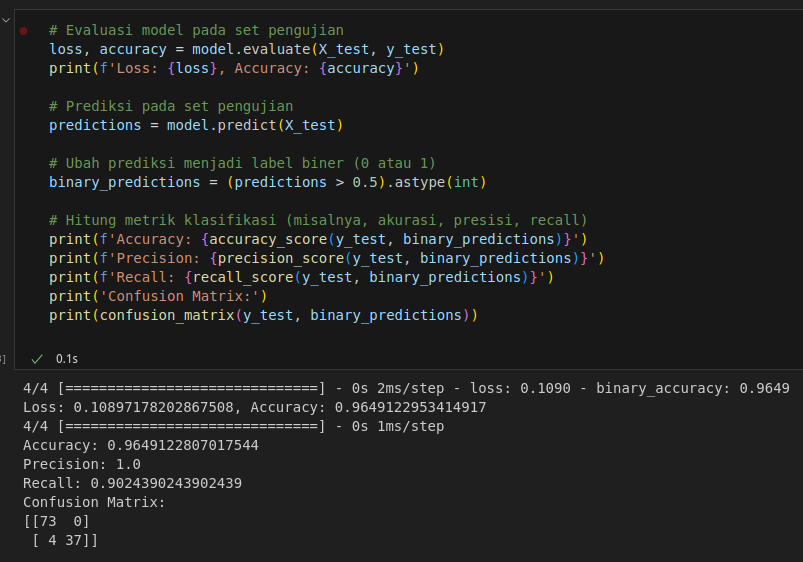 # Evaluasi model pada set pengujian
loss, accuracy = model.evaluate(X_test, y_test)
print(f'Loss: {loss}, Accuracy: {accuracy}')

# Prediksi pada set pengujian
predictions = model.predict(X_test)

# Ubah prediksi menjadi label biner (0 atau 1)
binary_predictions = (predictions > 0.5).astype(int)

# Hitung metrik klasifikasi (misalnya, akurasi, presisi, recall)
print(f'Accuracy: {accuracy_score(y_test, binary_predictions)}')
print(f'Precision: {precision_score(y_test, binary_predictions)}')
print(f'Recall: {recall_score(y_test, binary_predictions)}')
print('Confusion Matrix:')
print(confusion_matrix(y_test, binary_predictions))

✓ 0.1s
4/4 [==============================] - 0s 2ms/step - loss: 0.1090 - binary_accuracy: 0.9649
Loss: 0.10897178202867508, Accuracy: 0.9649122953414917
4/4 [==============================] - 0s 1ms/step
Accuracy: 0.9649122807017544
Precision: 1.0
Recall: 0.9024390243902439
Confusion Matrix:
[[73  0]
 [ 4 37]]